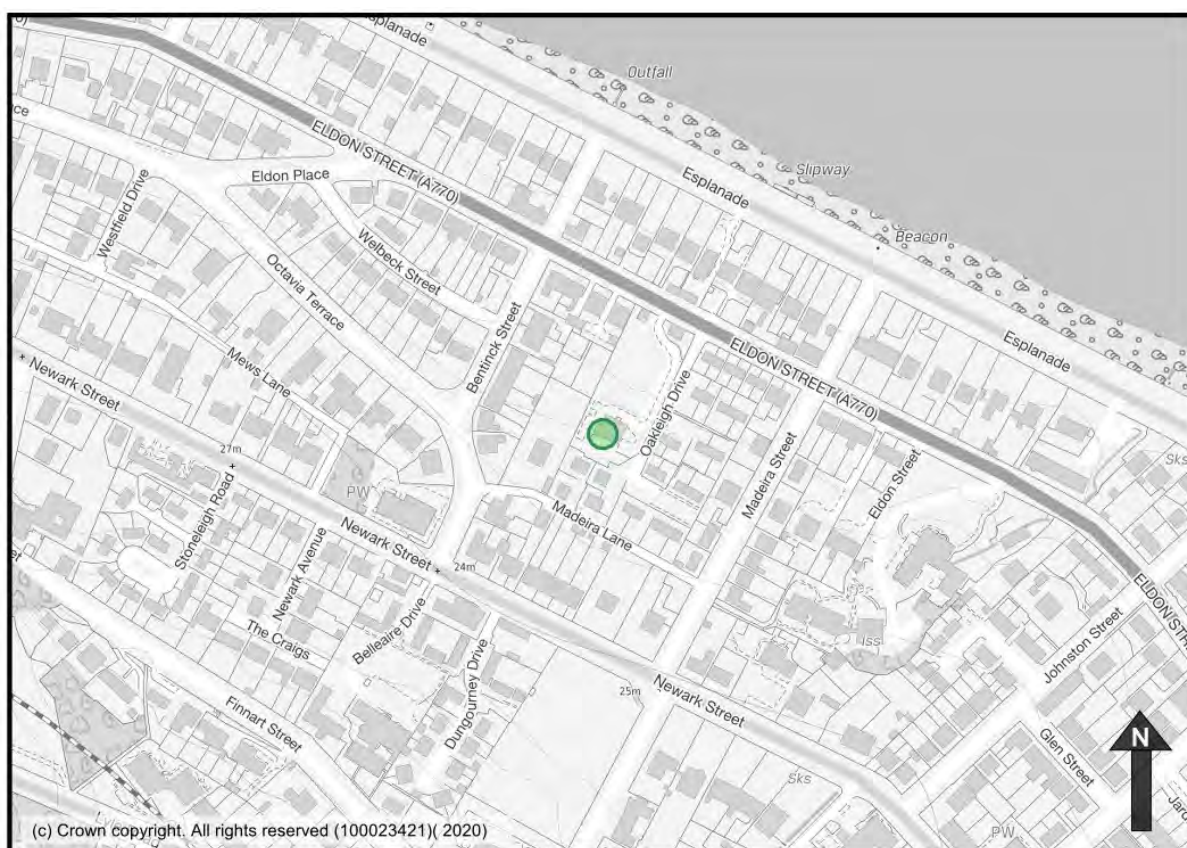 Esplanade
Outfall
ELDON STREET (A770)
Slipway
Eldon Place
Esplanade
Westfield Drive
Beacon
Welbeck Street
Octavia Terrace
Bentinck Street
Esplanade
ELDON STREET (A770)
Mews Lane
Newark Street
Oakleigh Drive
27m
Sks
PW
Madeira Street
Eldon Street
Stoneleigh Road
Madeira Lane
Newark Street
24m
Newark Avenue
Belleaire Drive
The Craigs
Iss
Johnston Street
Dungourney Drive
25m
Newark Street
Finnart Street
Glen Street
N
Sks
PW
(c) Crown copyright. All rights reserved (100023421)( 2020)